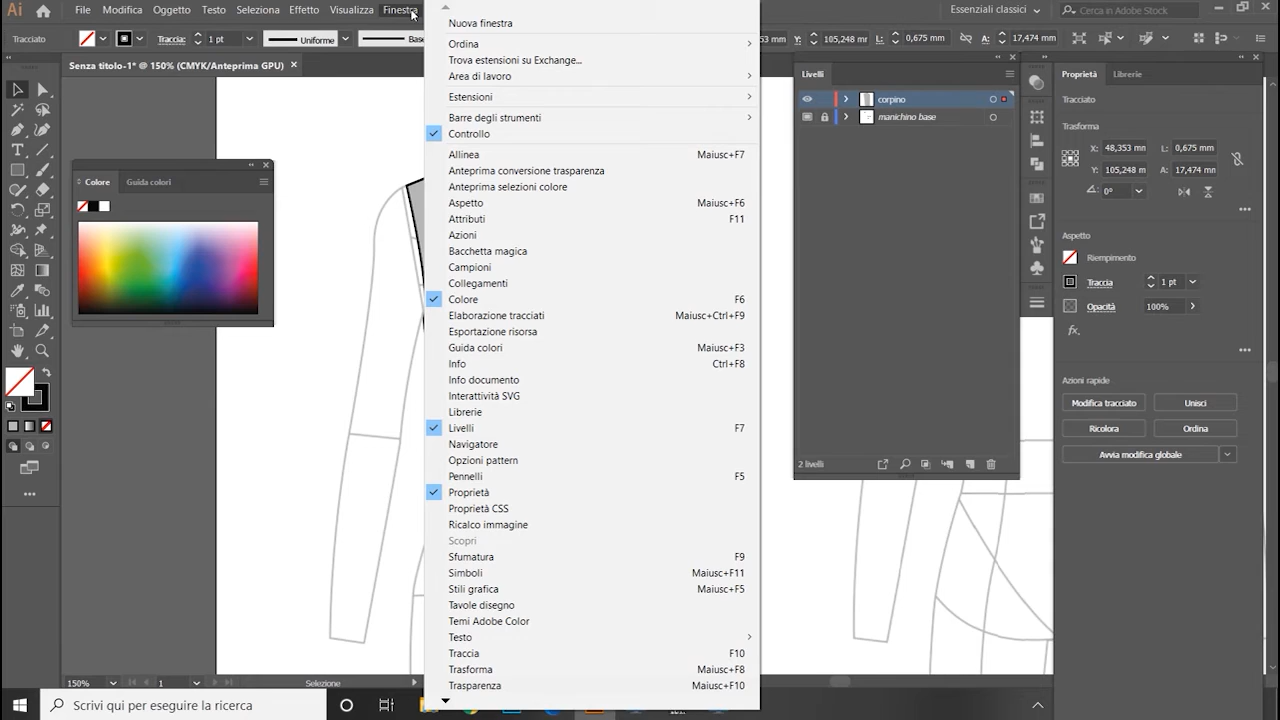 Ai File Modifica Oggetto Testo Seleziona Effetto Visualizza Finestra Essenziali classici Cerca in Adobe Stock
Tracciato Traccia: 1 pt Uniforme Y: 105,248 mm L: 0,675 mm A: 17,474 mm
Senza titolo-1* @ 150% (CMYK/Anteprima GPU)
Colore Guida colori
Nuova finestra
Ordina
Trova estensioni su Exchange...
Area di lavoro
Estensioni
Barre degli strumenti
Controllo
Allinea Maiusc+F7
Anteprima conversione trasparenza
Anteprima selezioni colore
Aspetto Maiusc+F6
Attributi F11
Azioni
Bacchetta magica
Campioni
Collegamenti
Colore F6
Elaborazione tracciati Maiusc+Ctrl+F9
Esportazione risorsa
Guida colori Maiusc+F3
Info Ctrl+F8
Info documento
Interattività SVG
Librerie
Livelli F7
Navigatore
Opzioni pattern
Pennelli F5
Proprietà
Proprietà CSS
Ricalco immagine
Scopri
Sfumatura F9
Simboli Maiusc+F11
Stili grafica Maiusc+F5
Tavole disegno
Temi Adobe Color
Testo
Traccia F10
Trasforma Maiusc+F8
Trasparenza Maiusc+F10
Livelli
corpino
manichino base
2 livelli
Proprietà Librerie
Tracciato
Trasforma
X: 48,353 mm L: 0,675 mm
Y: 105,248 mm A: 17,474 mm
0°
Aspetto
Riempimento
Traccia 1 pt
Opacità 100%
fx.
Azioni rapide
Modifica tracciato Unisci
Ricolora Ordina
Avvia modifica globale
150% 1 Selezione
Scrivi qui per eseguire la ricerca